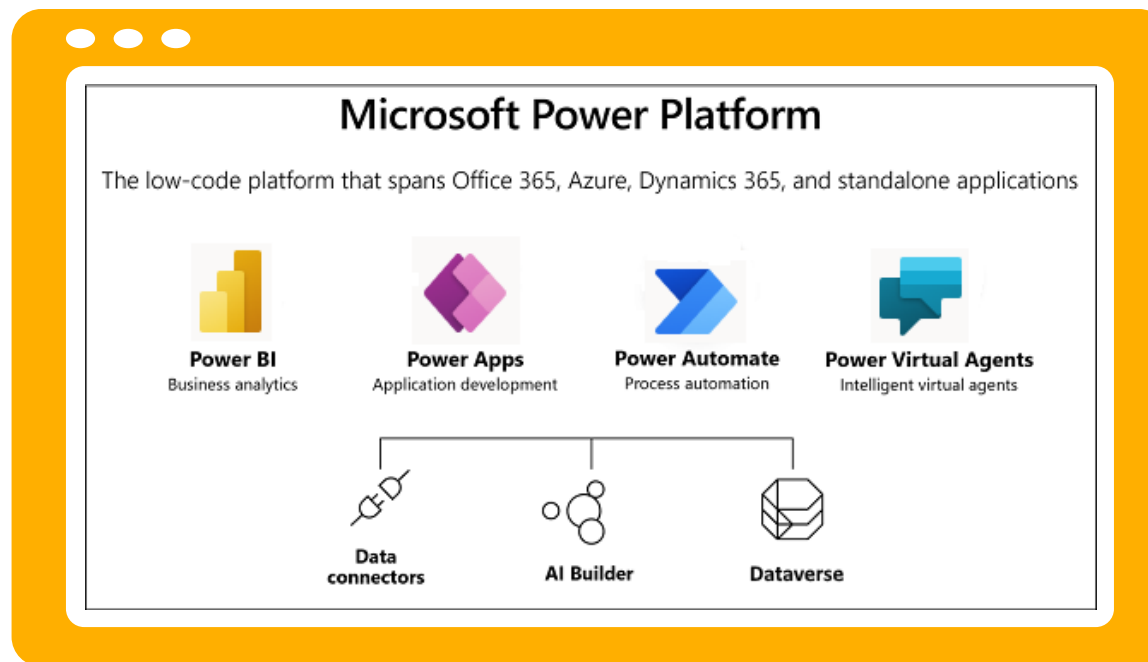 Microsoft Power Platform
The low-code platform that spans Office 365, Azure, Dynamics 365, and standalone applications
Power BI
Business analytics
Power Apps
Application development
Power Automate
Process automation
Power Virtual Agents
Intelligent virtual agents
Data
connectors
AI Builder
Dataverse